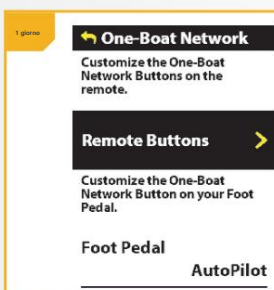 1 giorno
One-Boat Network
Customize the One-Boat
Network Buttons on the
remote.
Remote Buttons
Customize the One-Boat
Network Button on your Foot
Pedal.
Foot Pedal
AutoPilot